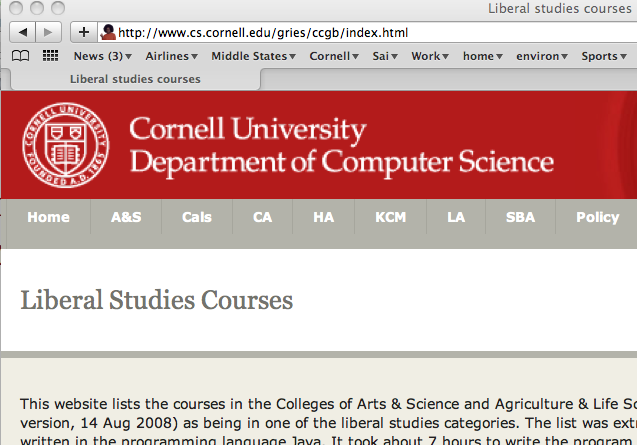 Liberal studies courses
http://www.cs.cornell.edu/gries/ccgb/index.html
News (3) Airlines Middle States Cornell Sai Work home environ Sports
Liberal studies courses
CORNELL UNIVERSITY FOUNDED A.D. 1865
Cornell University
Department of Computer Science
Home A&S Cals CA HA KCM LA SBA Policy
Liberal Studies Courses
This website lists the courses in the Colleges of Arts & Science and Agriculture & Life Sc
version, 14 Aug 2008) as being in one of the liberal studies categories. The list was ext
written in the programming language Java. It took about 7 hours to write the program